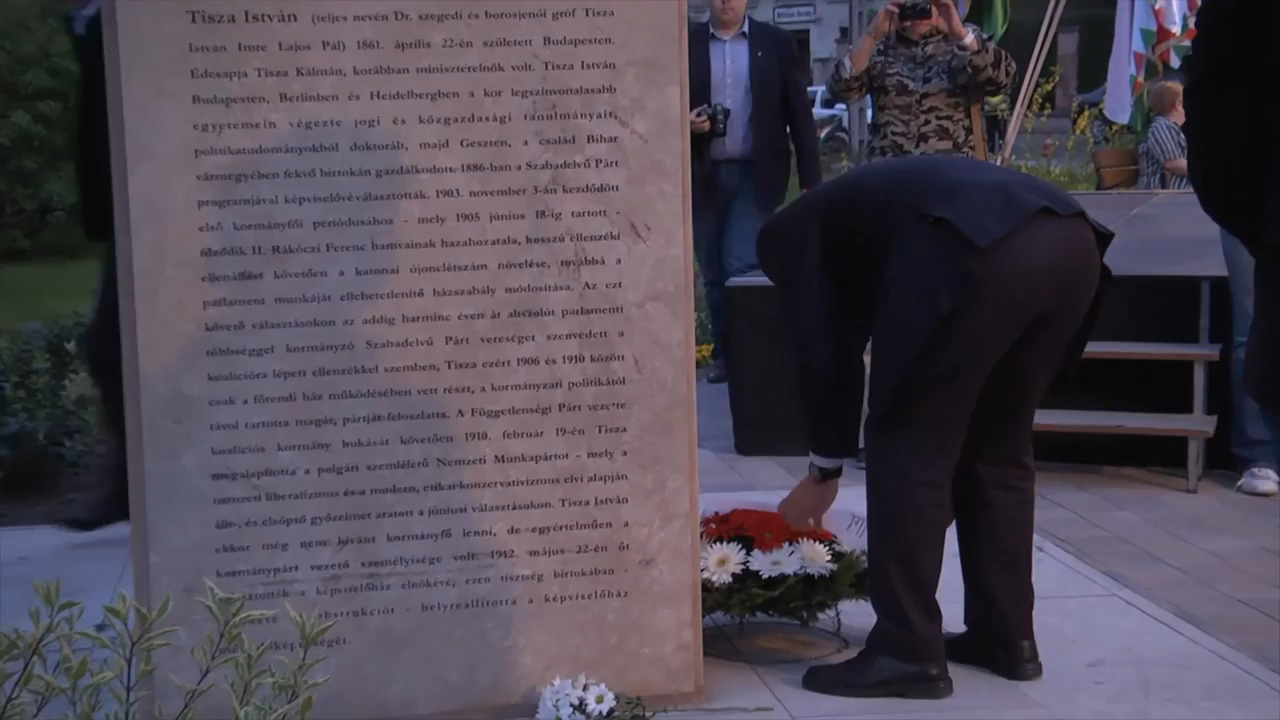 Tisza István (teljes nevén Dr. szegedi és borosjenői gróf Tisza
István Imre Lajos Pál) 1861. április 22-én született Budapesten.
Édesapja Tisza Kálmán, korábban miniszterelnök volt. Tisza István
Budapesten, Berlinben és Heidelbergben a kor legszínvonalasabb
egyetemein végezte jogi és közgazdasági tanulmányait,
politikatudományokból doktorált, majd Geszten, a család Bihar
vármegyében fekvő birtokán gazdálkodott. 1886-ban a Szabadelvű Párt
programjával képviselővé választották. 1903. november 3-án kezdődött
első kormányfői periódusához - mely 1905 június 18-ig tartott -
fűződik II. Rákóczi Ferenc hamvainak hazahozatala, hosszú ellenzéki
ellenállást követően a katonai újonclétszám növelése, továbbá a
parlament munkáját ellehetetlenítő házszabály módosítása. Az ezt
követő választásokon az addig harminc éven át abszolút parlamenti
többséggel kormányzó Szabadelvű Párt vereséget szenvedett a
koalícióra lépett ellenzékkel szemben, Tisza ezért 1906 és 1910 között
csak a főrendi ház működésében vett részt, a kormányzati politikától
távol tartotta magát, pártját feloszlatta. A Függetlenségi Párt vezette
koalíciós kormány bukását követően 1910. február 19-én Tisza
megalapította a polgári szemléletű Nemzeti Munkapártot - mely a
nemzeti liberalizmus és a modern, etikai konzervativizmus elvi alapján
állt-, és elsöprő győzelmet aratott a júniusi választásokon. Tisza István
ekkor még nem kívánt kormányfő lenni, de egyértelműen a
kormánypárt vezető személyisége volt. 1912. május 22-én őt
a képviselőház elnökévé; ezen tisztség birtokában -
obstrukciót - helyreállította a képviselőház